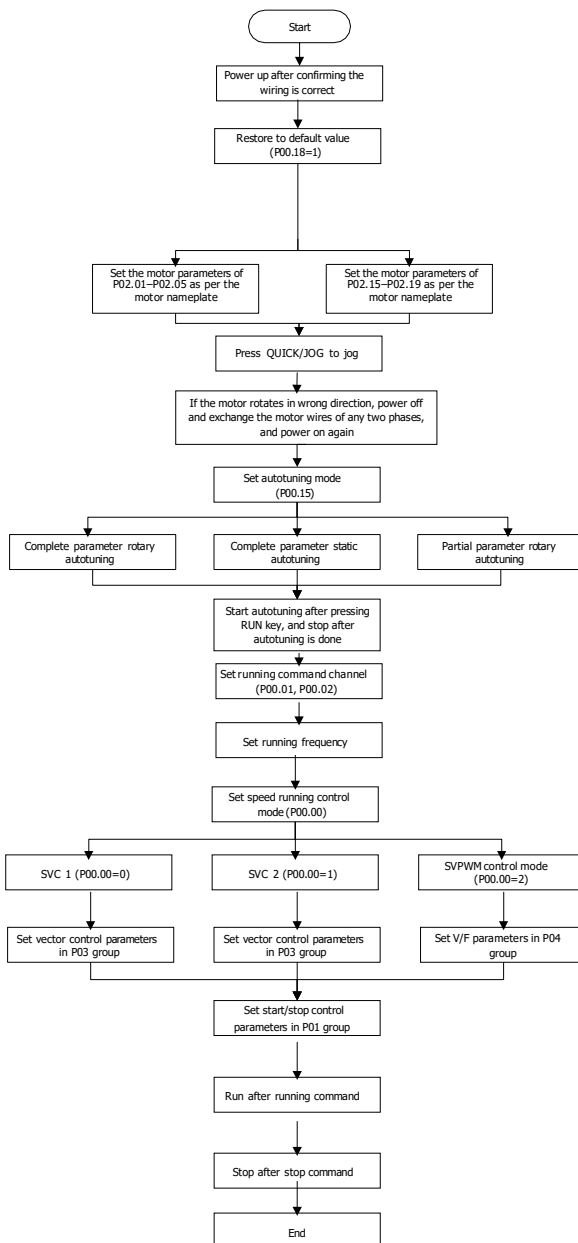 Start
Power up after confirming the
wiring is correct
Restore to default value
(P00.18=1)
Set the motor parameters of
P02.01–P02.05 as per the
motor nameplate
Set the motor parameters of
P02.15–P02.19 as per the
motor nameplate
Press QUICK/JOG to jog
If the motor rotates in wrong direction, power off
and exchange the motor wires of any two phases,
and power on again
Set autotuning mode
(P00.15)
Complete parameter rotary
autotuning
Complete parameter static
autotuning
Partial parameter rotary
autotuning
Start autotuning after pressing
RUN key, and stop after
autotuning is done
Set running command channel
(P00.01, P00.02)
Set running frequency
Set speed running control
mode (P00.00)
SVC 1 (P00.00=0)
SVC 2 (P00.00=1)
SVPWM control mode
(P00.00=2)
Set vector control parameters
in P03 group
Set vector control parameters
in P03 group
Set V/F parameters in P04
group
Set start/stop control
parameters in P01 group
Run after running command
Stop after stop command
End